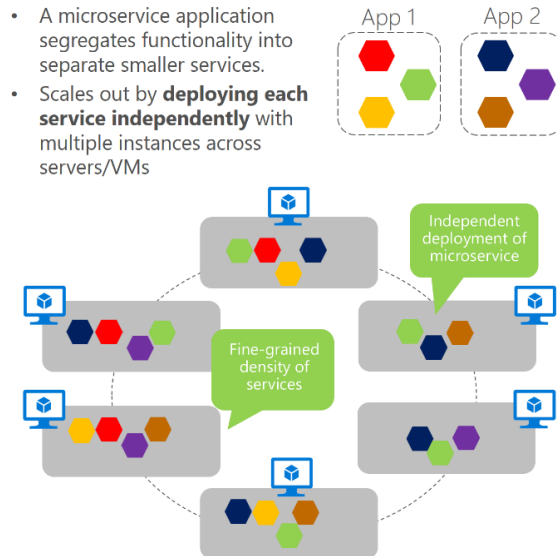 • A microservice application
segregates functionality into
separate smaller services.
• Scales out by deploying each
service independently with
multiple instances across
servers/VMs
App 1
App 2
Independent
deployment of
microservice
Fine-grained
density of
services